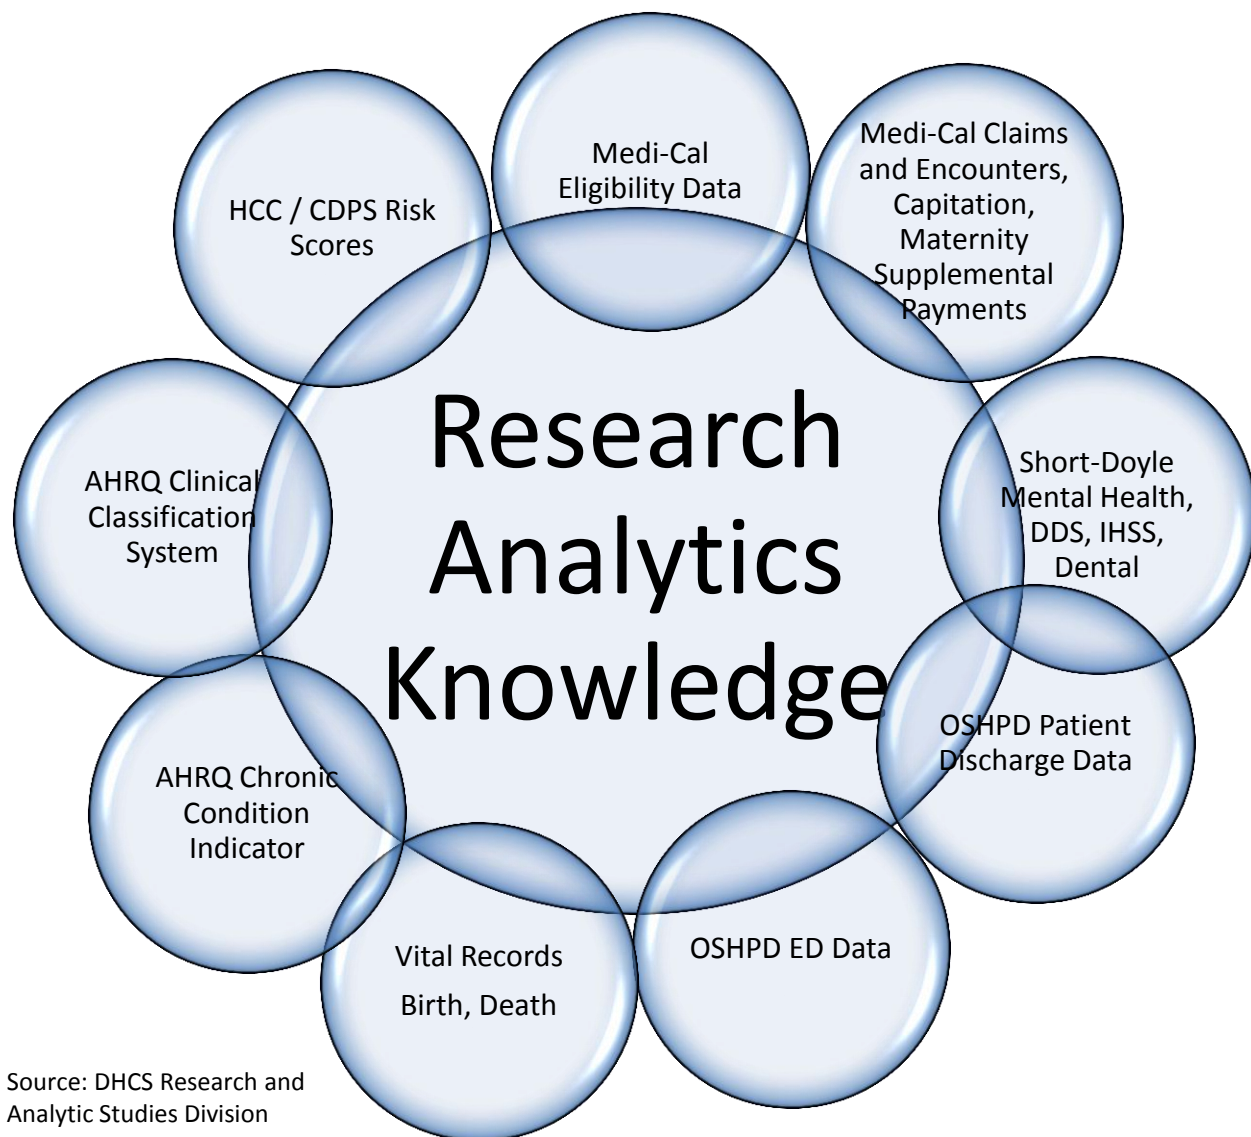 Medi-Cal
Eligibility Data
Medi-Cal Claims
and Encounters,
Capitation,
Maternity
Supplemental
Payments
HCC / CDPS Risk
Scores
Research
Analytics
Knowledge
Short-Doyle
Mental Health,
DDS, IHSS,
Dental
AHRQ Clinical
Classification
System
OSHPD Patient
Discharge Data
AHRQ Chronic
Condition
Indicator
OSHPD ED Data
Vital Records
Birth, Death
Source: DHCS Research and
Analytic Studies Division